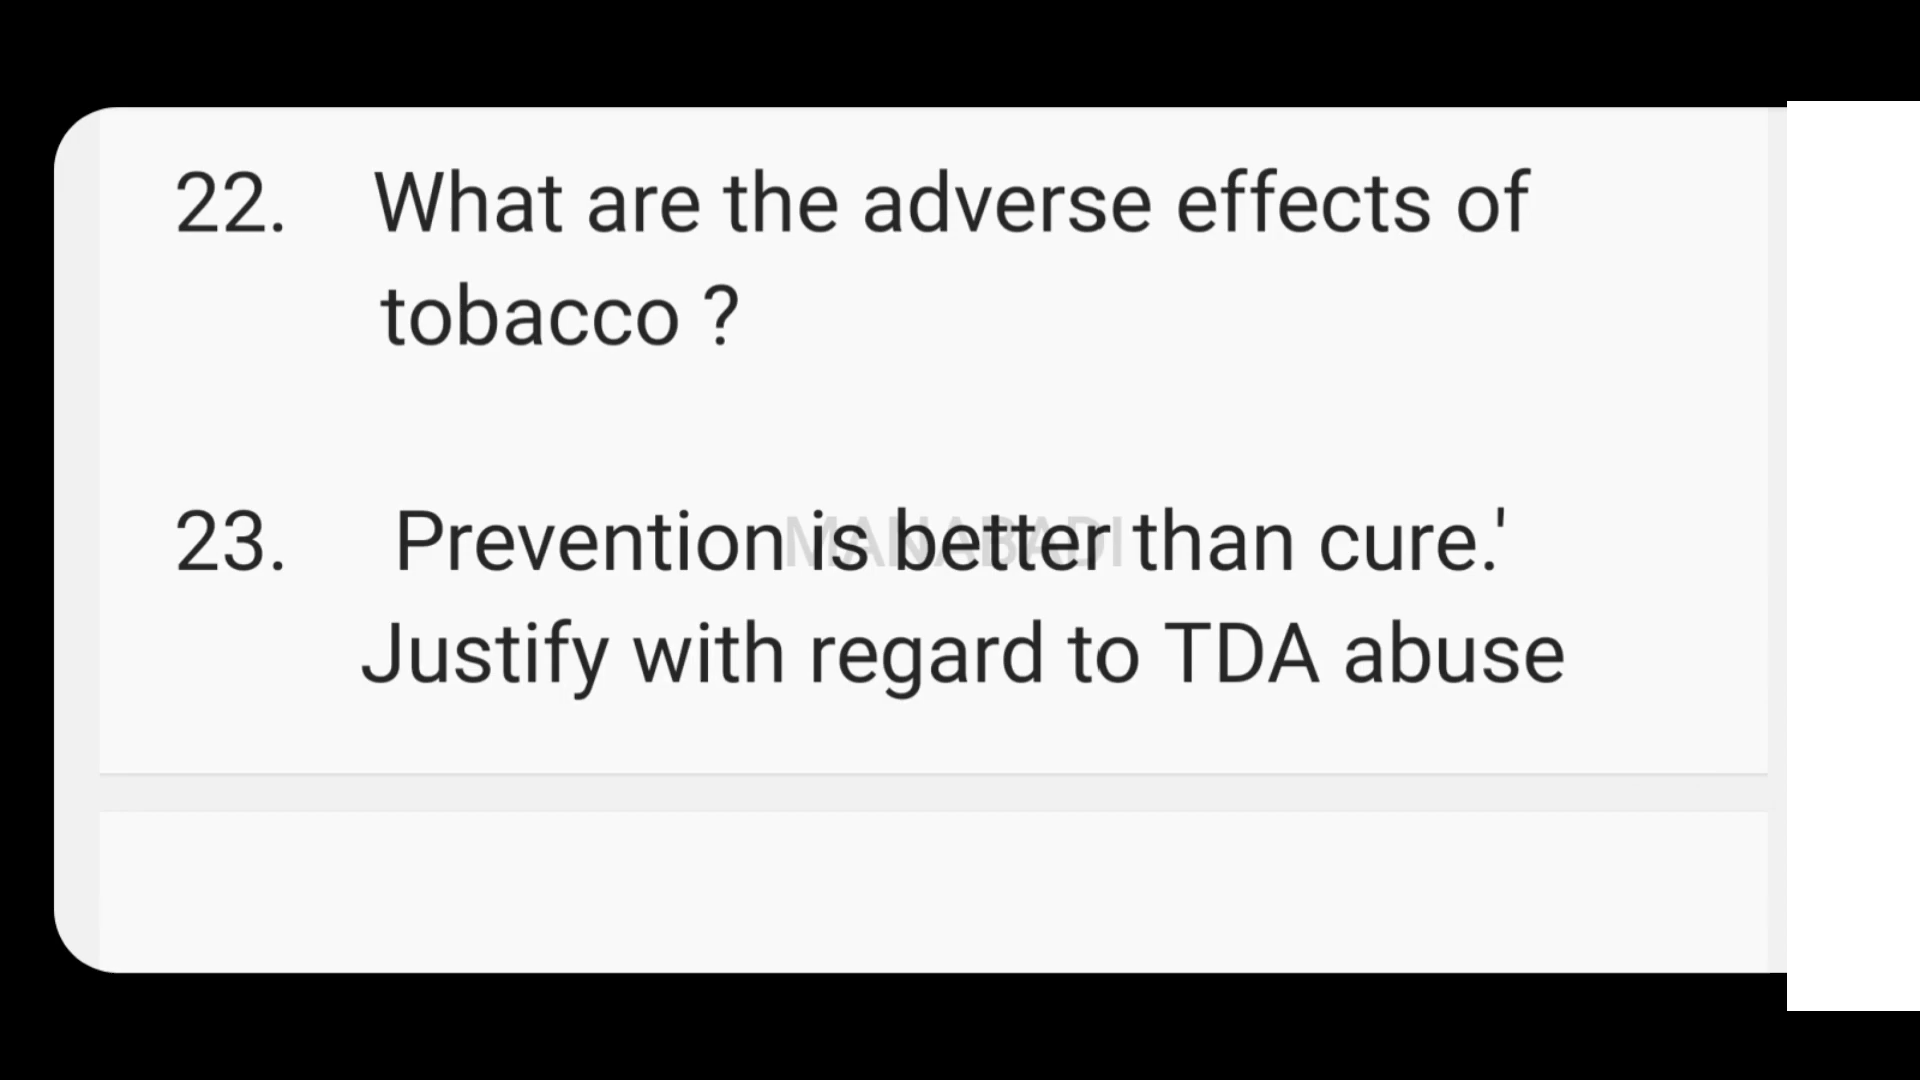 22. What are the adverse effects of
tobacco ?
23. Prevention is better than cure.'
MANABADI
Justify with regard to TDA abuse